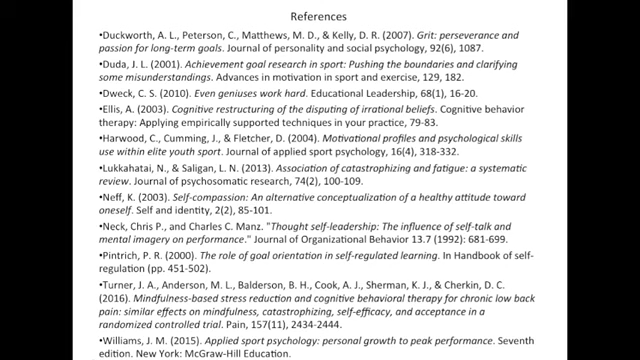 References
•Duckworth, A. L., Peterson, C., Matthews, M. D., & Kelly, D. R. (2007). Grit: perseverance and
passion for long-term goals. Journal of personality and social psychology, 92(6), 1087.
•Duda, J. L. (2001). Achievement goal research in sport: Pushing the boundaries and clarifying
some misunderstandings. Advances in motivation in sport and exercise, 129, 182.
•Dweck, C. S. (2010). Even geniuses work hard. Educational Leadership, 68(1), 16-20.
•Ellis, A. (2003). Cognitive restructuring of the disputing of irrational beliefs. Cognitive behavior
therapy: Applying empirically supported techniques in your practice, 79-83.
•Harwood, C., Cumming, J., & Fletcher, D. (2004). Motivational profiles and psychological skills
use within elite youth sport. Journal of applied sport psychology, 16(4), 318-332.
•Lukkahatai, N., & Saligan, L. N. (2013). Association of catastrophizing and fatigue: a systematic
review. Journal of psychosomatic research, 74(2), 100-109.
•Neff, K. (2003). Self-compassion: An alternative conceptualization of a healthy attitude toward
oneself. Self and identity, 2(2), 85-101.
•Neck, Chris P., and Charles C. Manz. "Thought self-leadership: The influence of self-talk and
mental imagery on performance." Journal of Organizational Behavior 13.7 (1992): 681-699.
•Pintrich, P. R. (2000). The role of goal orientation in self-regulated learning. In Handbook of self-
regulation (pp. 451-502).
•Turner, J. A., Anderson, M. L., Balderson, B. H., Cook, A. J., Sherman, K. J., & Cherkin, D. C.
(2016). Mindfulness-based stress reduction and cognitive behavioral therapy for chronic low back
pain: similar effects on mindfulness, catastrophizing, self-efficacy, and acceptance in a
randomized controlled trial. Pain, 157(11), 2434-2444.
•Williams, J. M. (2015). Applied sport psychology: personal growth to peak performance. Seventh
edition. New York: McGraw-Hill Education.